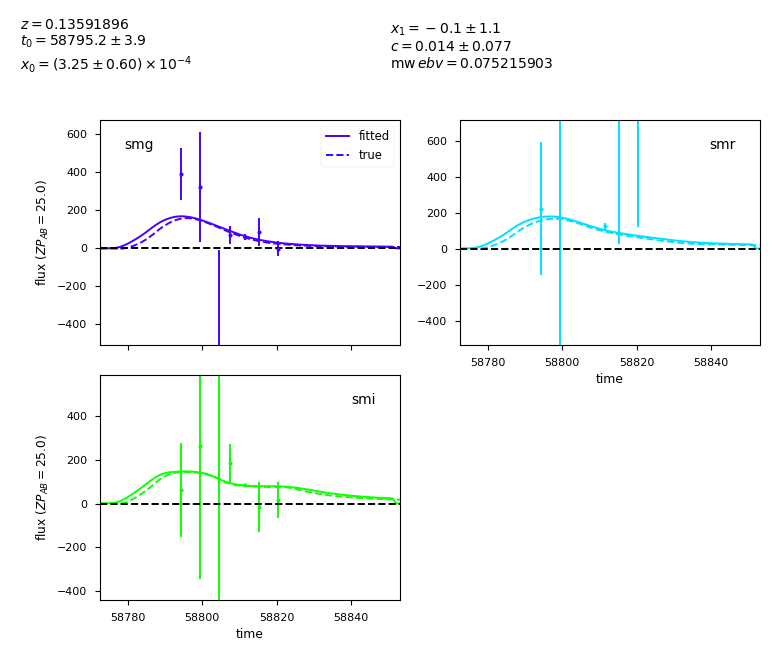 z = 0.13591896
t₀ = 58795.2 ± 3.9
x₀ = (3.25 ± 0.60) × 10⁻⁴
x₁ = −0.1 ± 1.1
c = 0.014 ± 0.077
mw ebv = 0.075215903
smg
fitted
true
600
400
200
0
−200
−400
flux (ZP_AB = 25.0)
smr
600
400
200
0
−200
−400
58780 58800 58820 58840
time
smi
400
200
0
−200
−400
flux (ZP_AB = 25.0)
58780 58800 58820 58840
time